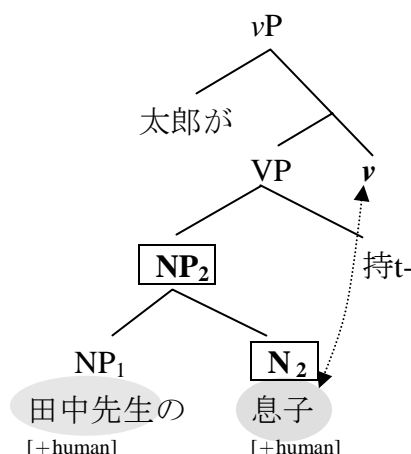 vP
太郎が
VP v
持t-
NP₂
NP₁ N₂
田中先生の 息子
[+human] [+human]